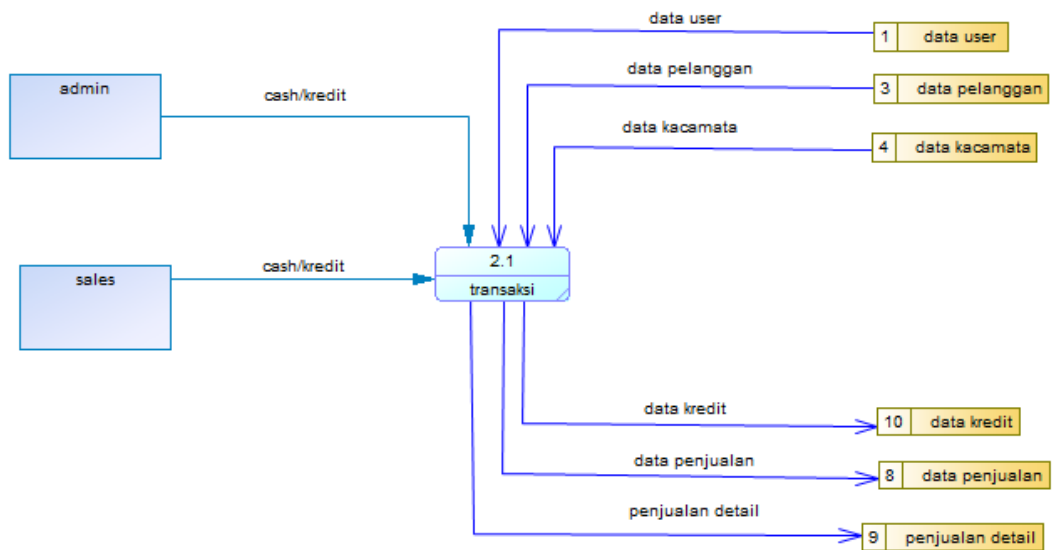 data user
1 data user
data pelanggan
3 data pelanggan
admin
cash/kredit
data kacamata
4 data kacamata
2.1
transaksi
sales
cash/kredit
data kredit
10 data kredit
data penjualan
8 data penjualan
penjualan detail
9 penjualan detail